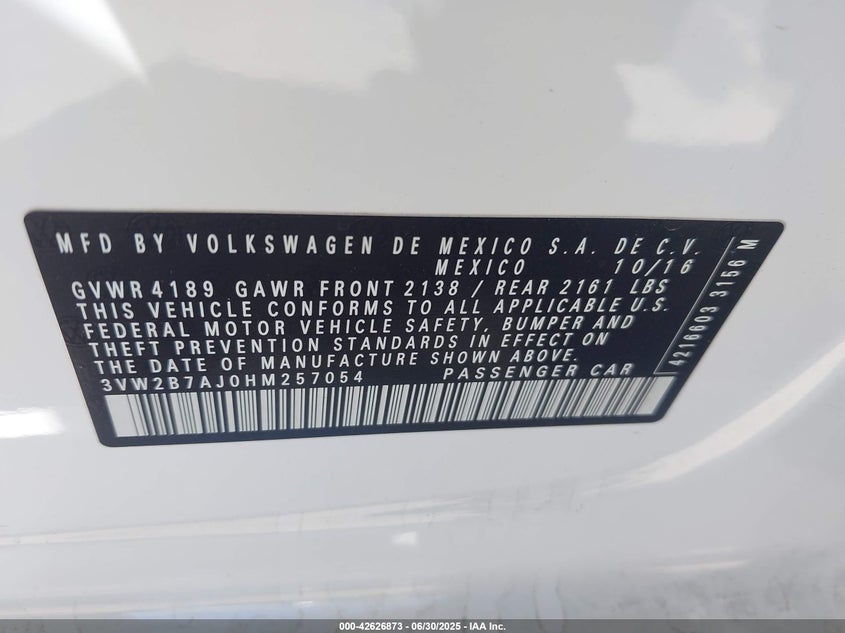 MFD BY VOLKSWAGEN DE MEXICO S.A. DE C.V.
MEXICO 10/16
GVWR 4189 GAWR FRONT 2138 / REAR 2161 LBS
THIS VEHICLE CONFORMS TO ALL APPLICABLE U.S.
FEDERAL MOTOR VEHICLE SAFETY, BUMPER AND
THEFT PREVENTION STANDARDS IN EFFECT ON
THE DATE OF MANUFACTURE SHOWN ABOVE.
3VW2B7AJ0HM257054 PASSENGER CAR
4216603 3156 M
000-42626873 / 06/30/2025 - IAA Inc.